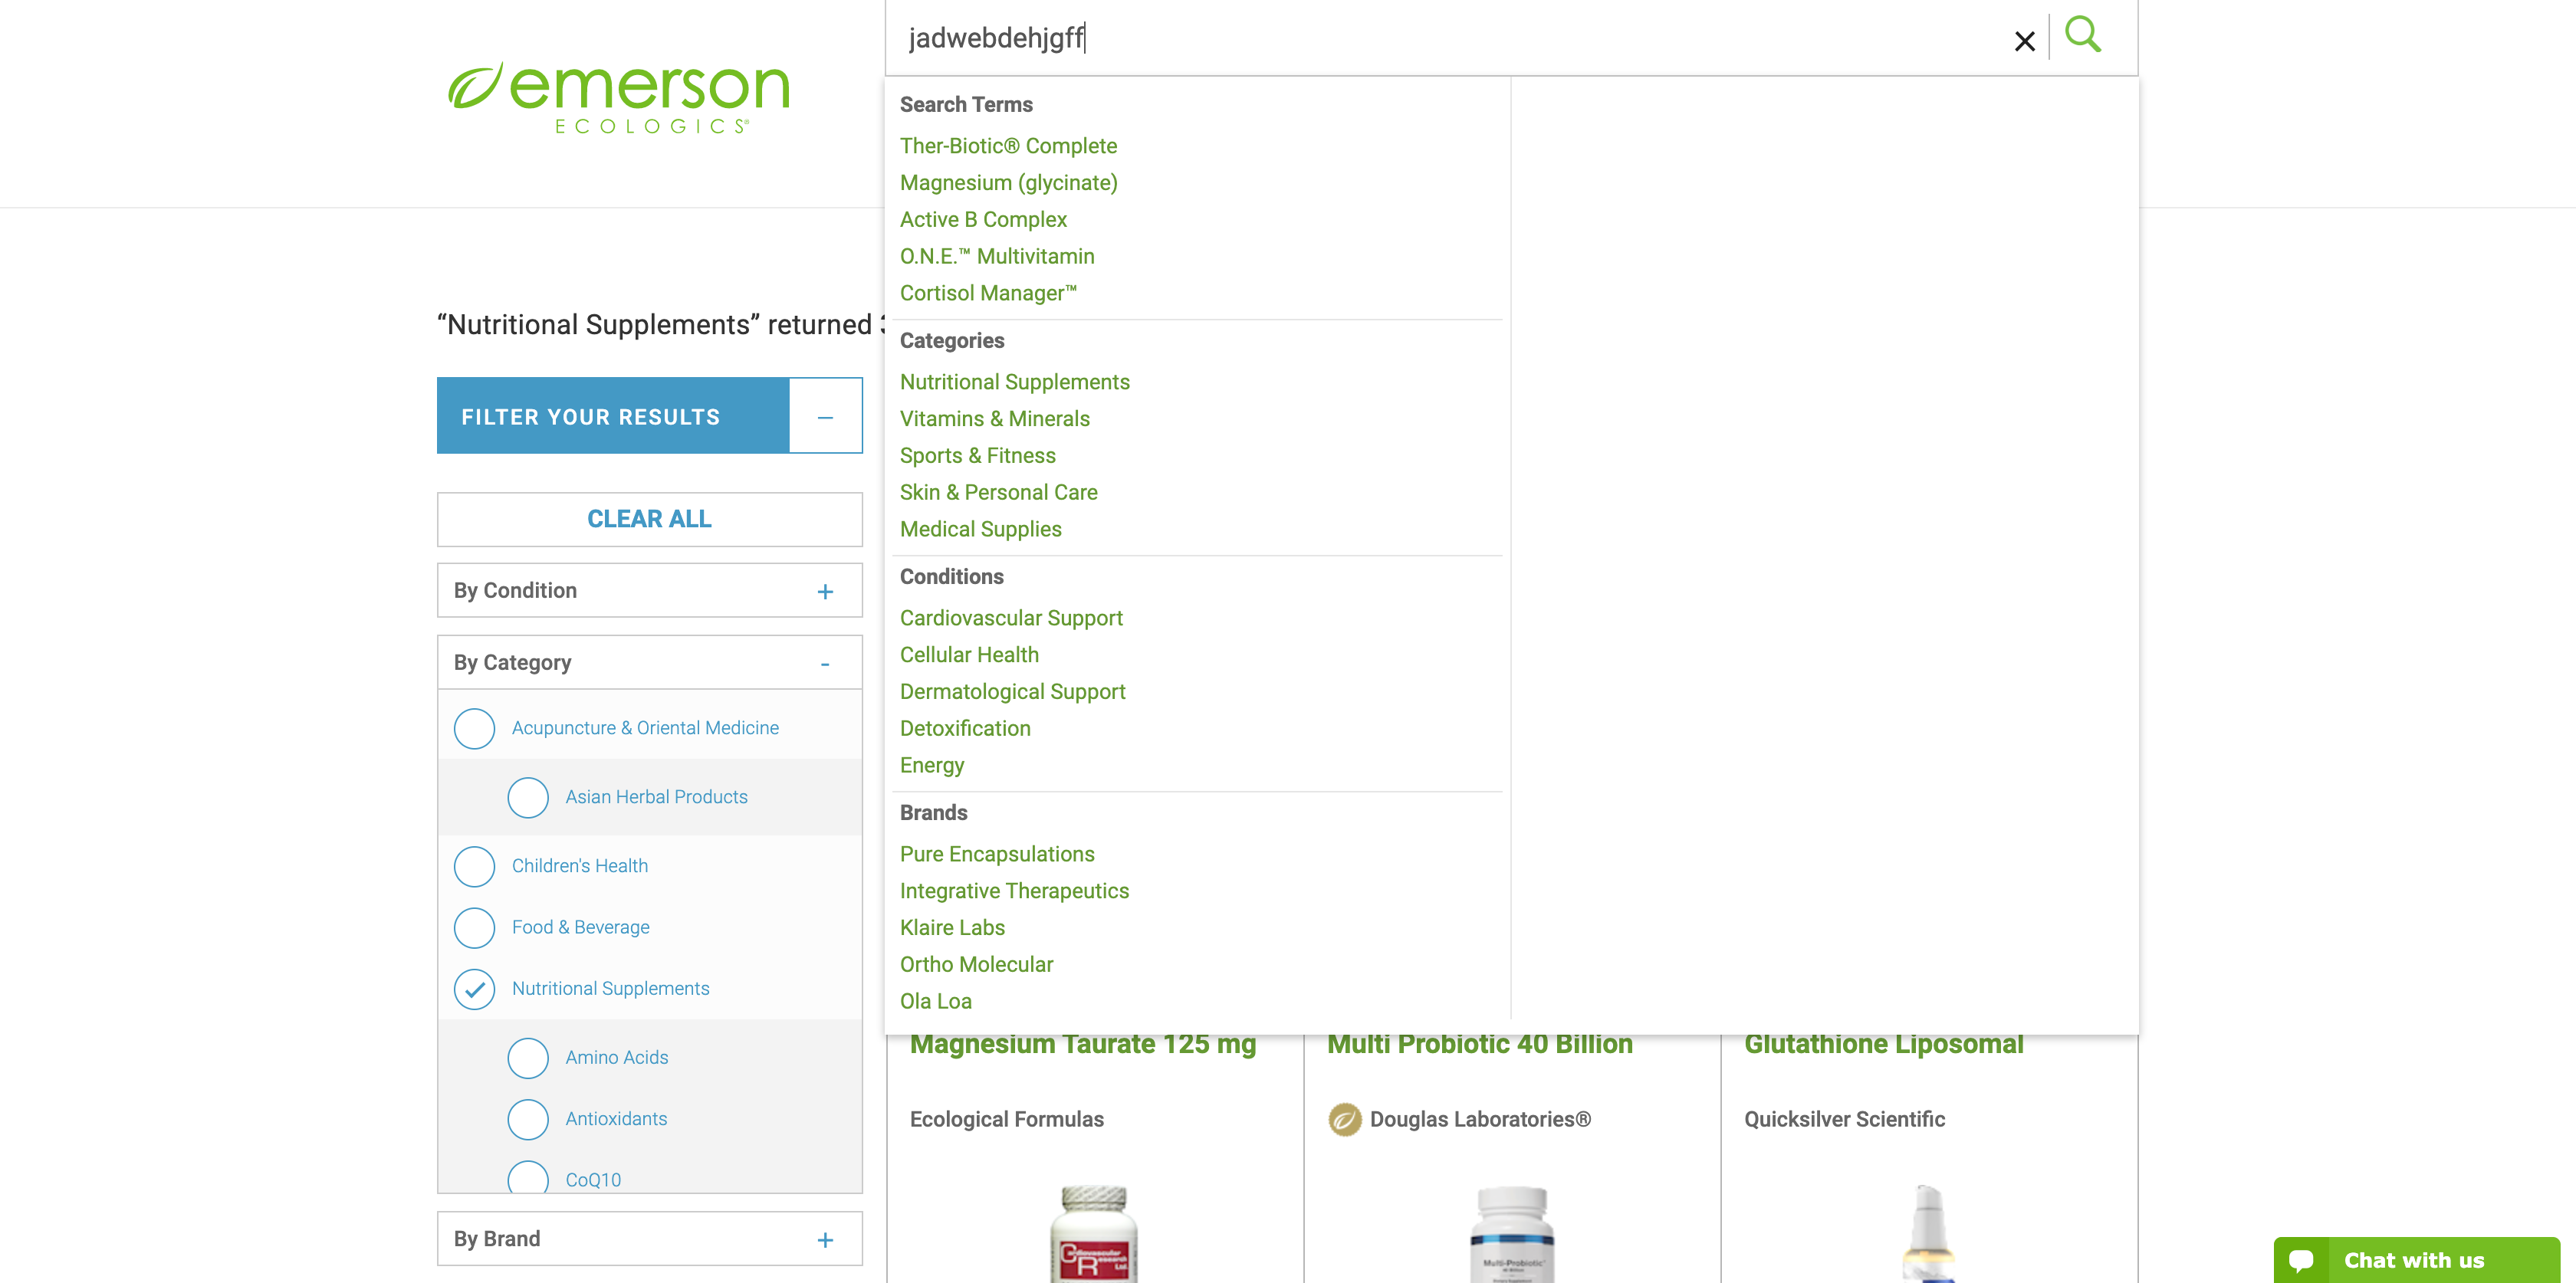 jadwebdehjgff
emerson
ECOLOGICS®
Search Terms
Ther-Biotic® Complete
Magnesium (glycinate)
Active B Complex
O.N.E.™ Multivitamin
Cortisol Manager™
Categories
Nutritional Supplements
Vitamins & Minerals
Sports & Fitness
Skin & Personal Care
Medical Supplies
Conditions
Cardiovascular Support
Cellular Health
Dermatological Support
Detoxification
Energy
Brands
Pure Encapsulations
Integrative Therapeutics
Klaire Labs
Ortho Molecular
Ola Loa
“Nutritional Supplements” returned
FILTER YOUR RESULTS
CLEAR ALL
By Condition
By Category
Acupuncture & Oriental Medicine
Asian Herbal Products
Children's Health
Food & Beverage
Nutritional Supplements
Amino Acids
Antioxidants
CoQ10
By Brand
Magnesium Taurate 125 mg
Ecological Formulas
Cardiovascular
Research
Ltd.
Multi Probiotic 40 Billion
Douglas Laboratories®
Multi-Probiotic®
Glutathione Liposomal
Quicksilver Scientific
Chat with us